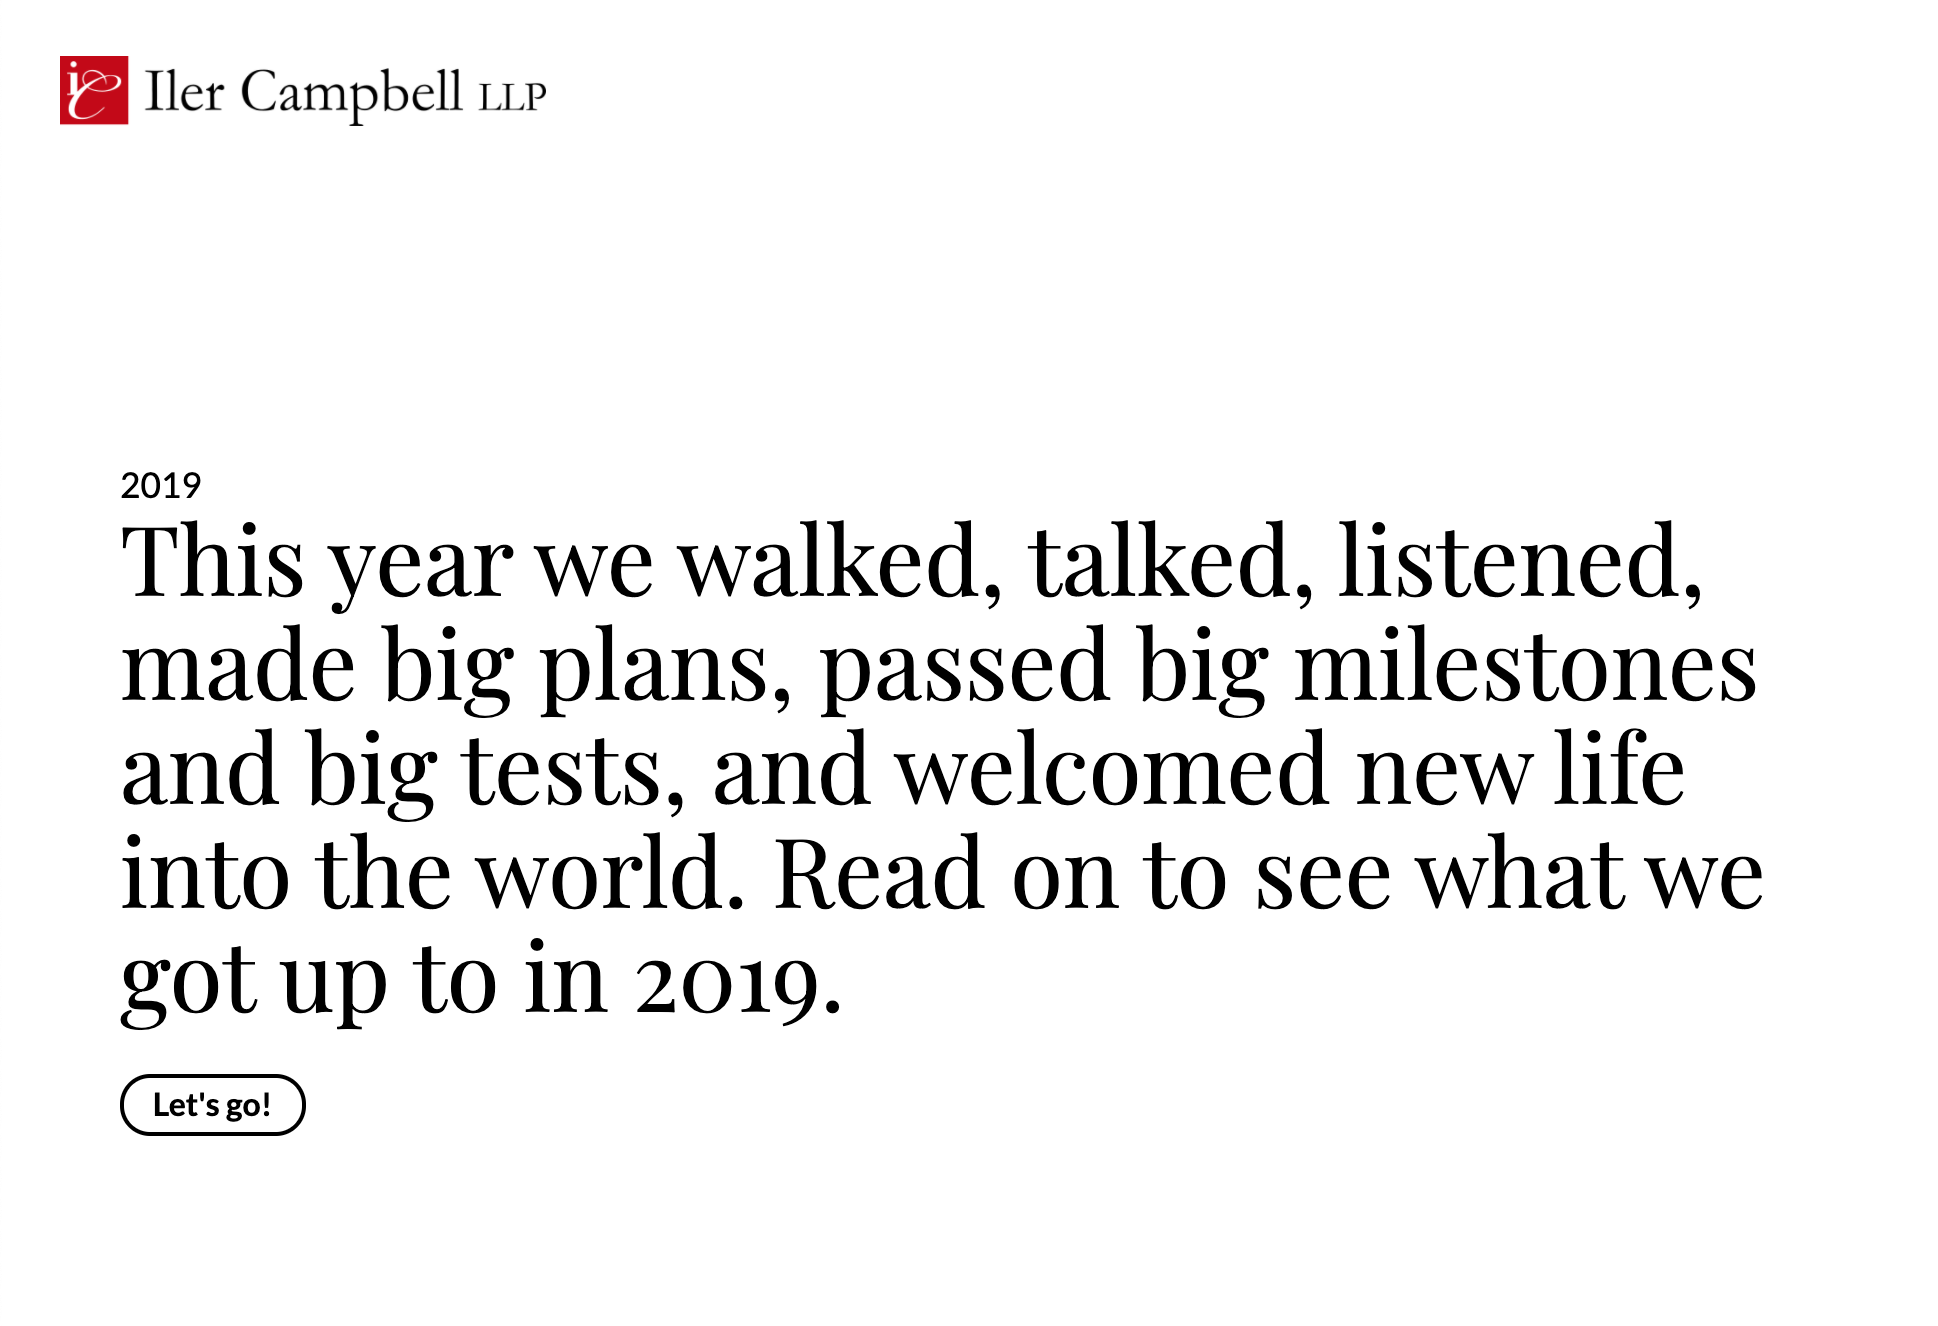 iC Iler Campbell LLP
2019
This year we walked, talked, listened,
made big plans, passed big milestones
and big tests, and welcomed new life
into the world. Read on to see what we
got up to in 2019.
Let's go!